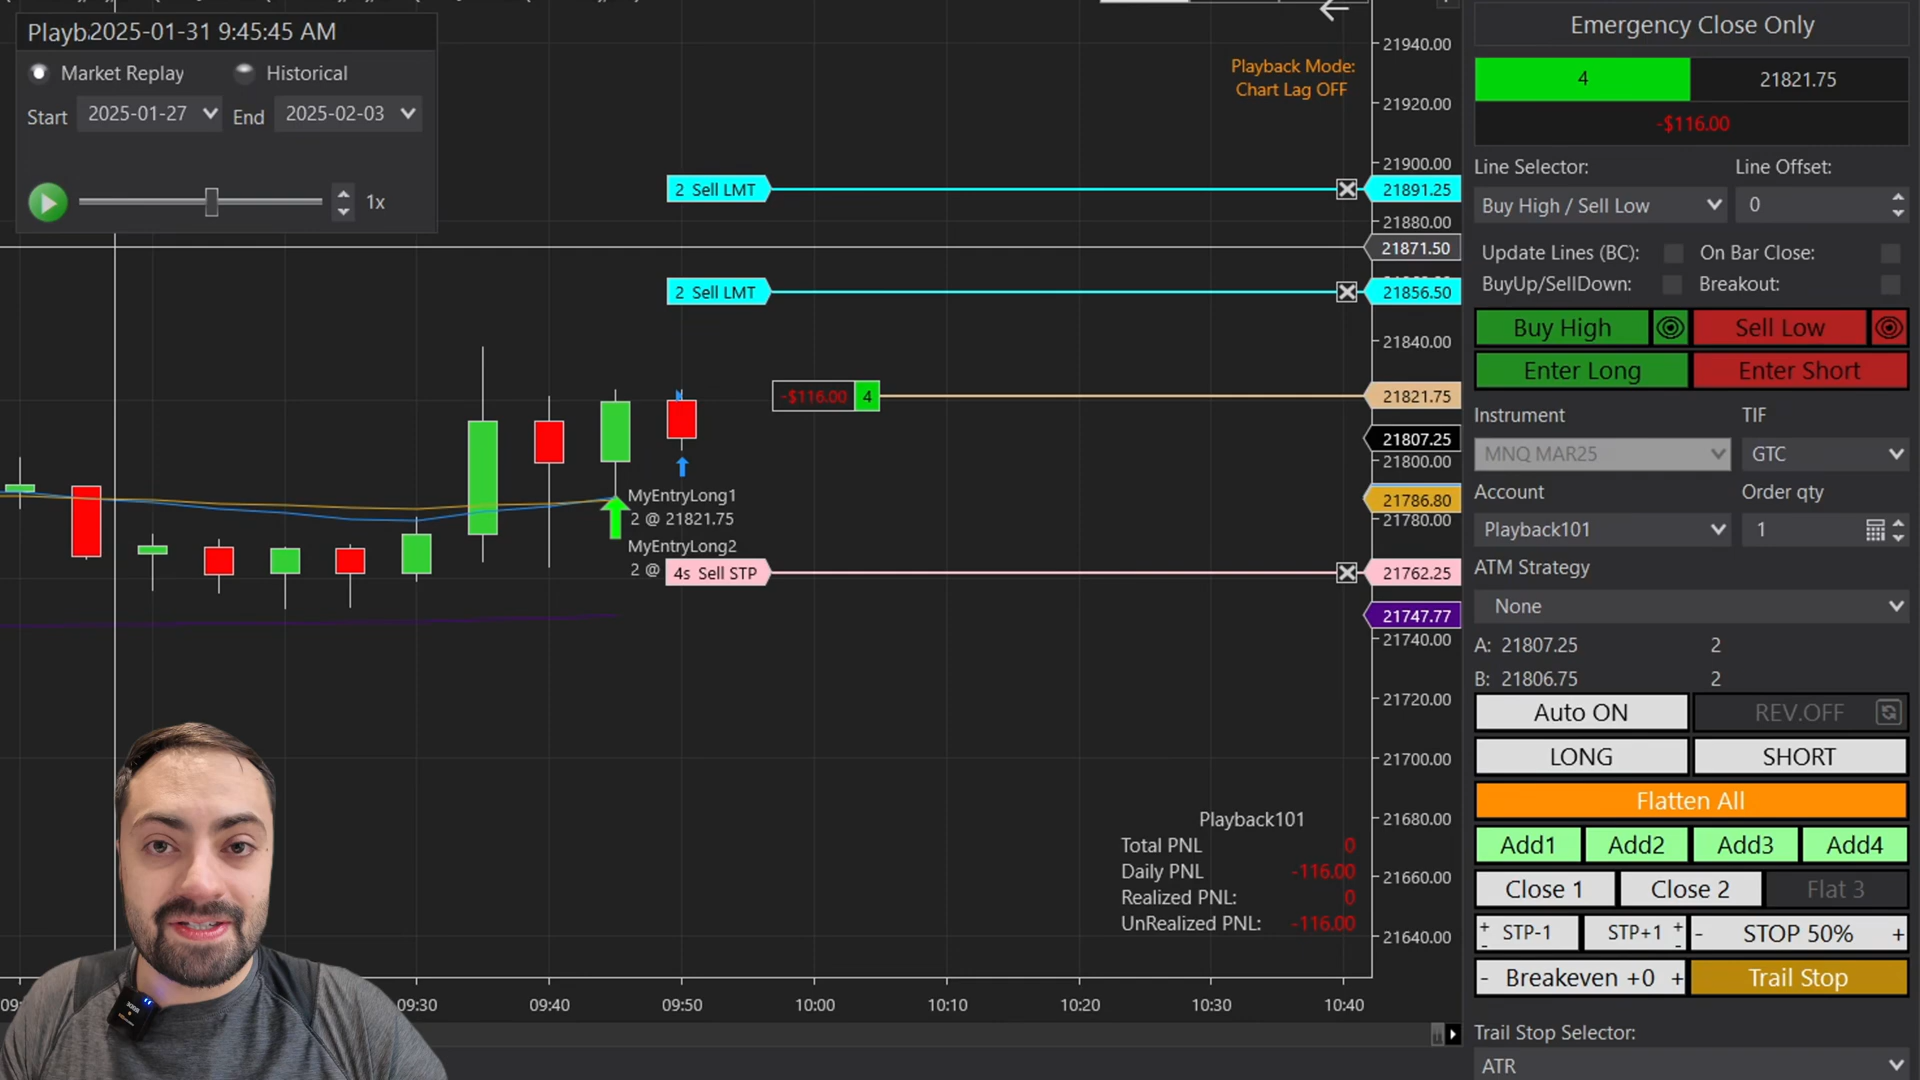 Playb
2025-01-31 9:45:45 AM
Market Replay
Historical
Start
2025-01-27
End
2025-02-03
1x
Playback Mode:
Chart Lag OFF
2 Sell LMT
2 Sell LMT
-$116.00
4
MyEntryLong1
2 @ 21821.75
MyEntryLong2
2 @
4s Sell STP
Playback101
Total PNL
0
Daily PNL
-116.00
Realized PNL:
0
UnRealized PNL:
-116.00
21940.00
21920.00
21900.00
21891.25
21880.00
21871.50
21856.50
21840.00
21821.75
21807.25
21800.00
21786.80
21780.00
21762.25
21747.77
21740.00
21720.00
21700.00
21680.00
21660.00
21640.00
09:30
09:40
09:50
10:00
10:10
10:20
10:30
10:40
Emergency Close Only
4
21821.75
-$116.00
Line Selector:
Line Offset:
Buy High / Sell Low
0
Update Lines (BC):
On Bar Close:
BuyUp/SellDown:
Breakout:
Buy High
Sell Low
Enter Long
Enter Short
Instrument
TIF
MNQ MAR25
GTC
Account
Order qty
Playback101
1
ATM Strategy
None
A: 21807.25
2
B: 21806.75
2
Auto ON
REV.OFF
LONG
SHORT
Flatten All
Add1
Add2
Add3
Add4
Close 1
Close 2
Flat 3
+ - STP-1
STP+1 + -
- STOP 50% +
- Breakeven +0 +
Trail Stop
Trail Stop Selector:
ATR